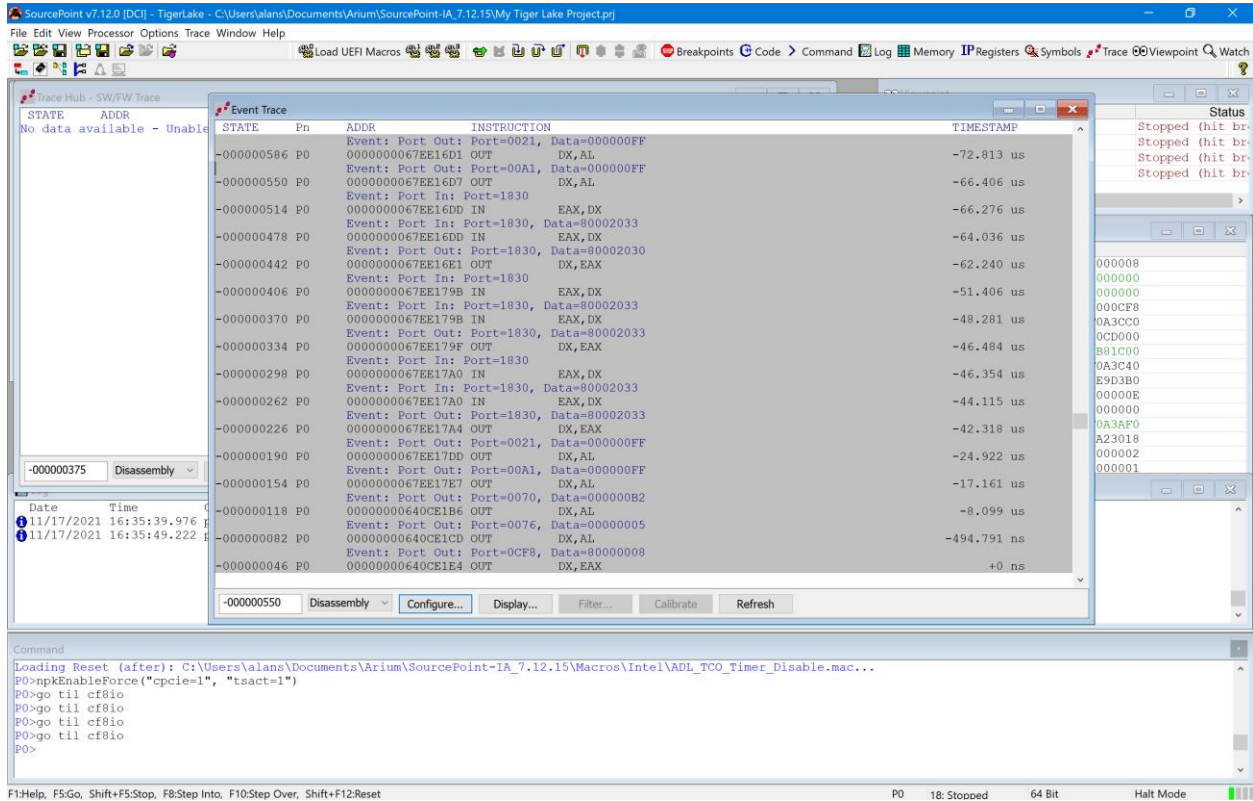 SourcePoint v7.12.0 [DCI] - TigerLake - C:\Users\alans\Documents\Arium\SourcePoint-IA_7.12.15\My Tiger Lake Project.prj
File Edit View Processor Options Trace Window Help
Load UEFI Macros Breakpoints Code Command Log Memory IP Registers Symbols Trace Viewpoint Watch
Trace Hub - SW/FW Trace
STATE ADDR
No data available - Unable
-000000375 Disassembly
Event Trace
STATE Pn ADDR INSTRUCTION TIMESTAMP
Event: Port Out: Port=0021, Data=000000FF
-000000586 P0 0000000067EE16D1 OUT DX,AL -72.813 us
Event: Port Out: Port=00A1, Data=000000FF
-000000550 P0 0000000067EE16D7 OUT DX,AL -66.406 us
Event: Port In: Port=1830
-000000514 P0 0000000067EE16DD IN EAX,DX -66.276 us
Event: Port In: Port=1830, Data=80002033
-000000478 P0 0000000067EE16DD IN EAX,DX -64.036 us
Event: Port Out: Port=1830, Data=80002030
-000000442 P0 0000000067EE16E1 OUT DX,EAX -62.240 us
Event: Port In: Port=1830
-000000406 P0 0000000067EE179B IN EAX,DX -51.406 us
Event: Port In: Port=1830, Data=80002033
-000000370 P0 0000000067EE179B IN EAX,DX -48.281 us
Event: Port Out: Port=1830, Data=80002033
-000000334 P0 0000000067EE179F OUT DX,EAX -46.484 us
Event: Port In: Port=1830
-000000298 P0 0000000067EE17A0 IN EAX,DX -46.354 us
Event: Port In: Port=1830, Data=80002033
-000000262 P0 0000000067EE17A0 IN EAX,DX -44.115 us
Event: Port Out: Port=1830, Data=80002033
-000000226 P0 0000000067EE17A4 OUT DX,EAX -42.318 us
Event: Port Out: Port=0021, Data=000000FF
-000000190 P0 0000000067EE17DD OUT DX,AL -24.922 us
Event: Port Out: Port=00A1, Data=000000FF
-000000154 P0 0000000067EE17E7 OUT DX,AL -17.161 us
Event: Port Out: Port=0070, Data=000000B2
-000000118 P0 00000000640CE1B6 OUT DX,AL -8.099 us
Event: Port Out: Port=0076, Data=00000005
-000000082 P0 00000000640CE1CD OUT DX,AL -494.791 ns
Event: Port Out: Port=0CF8, Data=80000008
-000000046 P0 00000000640CE1E4 OUT DX,EAX +0 ns
-000000550 Disassembly Configure... Display... Filter... Calibrate Refresh
Status
Stopped (hit br
Stopped (hit br
Stopped (hit br
Stopped (hit br
000008
000000
000000
000CF8
0A3CC0
0CD000
B81C00
0A3C40
E9D3B0
00000E
000000
0A3AF0
A23018
000002
000001
Date Time
11/17/2021 16:35:39.976
11/17/2021 16:35:49.222
Command
Loading Reset (after): C:\Users\alans\Documents\Arium\SourcePoint-IA_7.12.15\Macros\Intel\ADL_TCO_Timer_Disable.mac...
P0>npkEnableForce("cpcie=1", "tsact=1")
P0>go til cf8io
P0>go til cf8io
P0>go til cf8io
P0>go til cf8io
P0>
F1:Help, F5:Go, Shift+F5:Stop, F8:Step Into, F10:Step Over, Shift+F12:Reset P0 18: Stopped 64 Bit Halt Mode